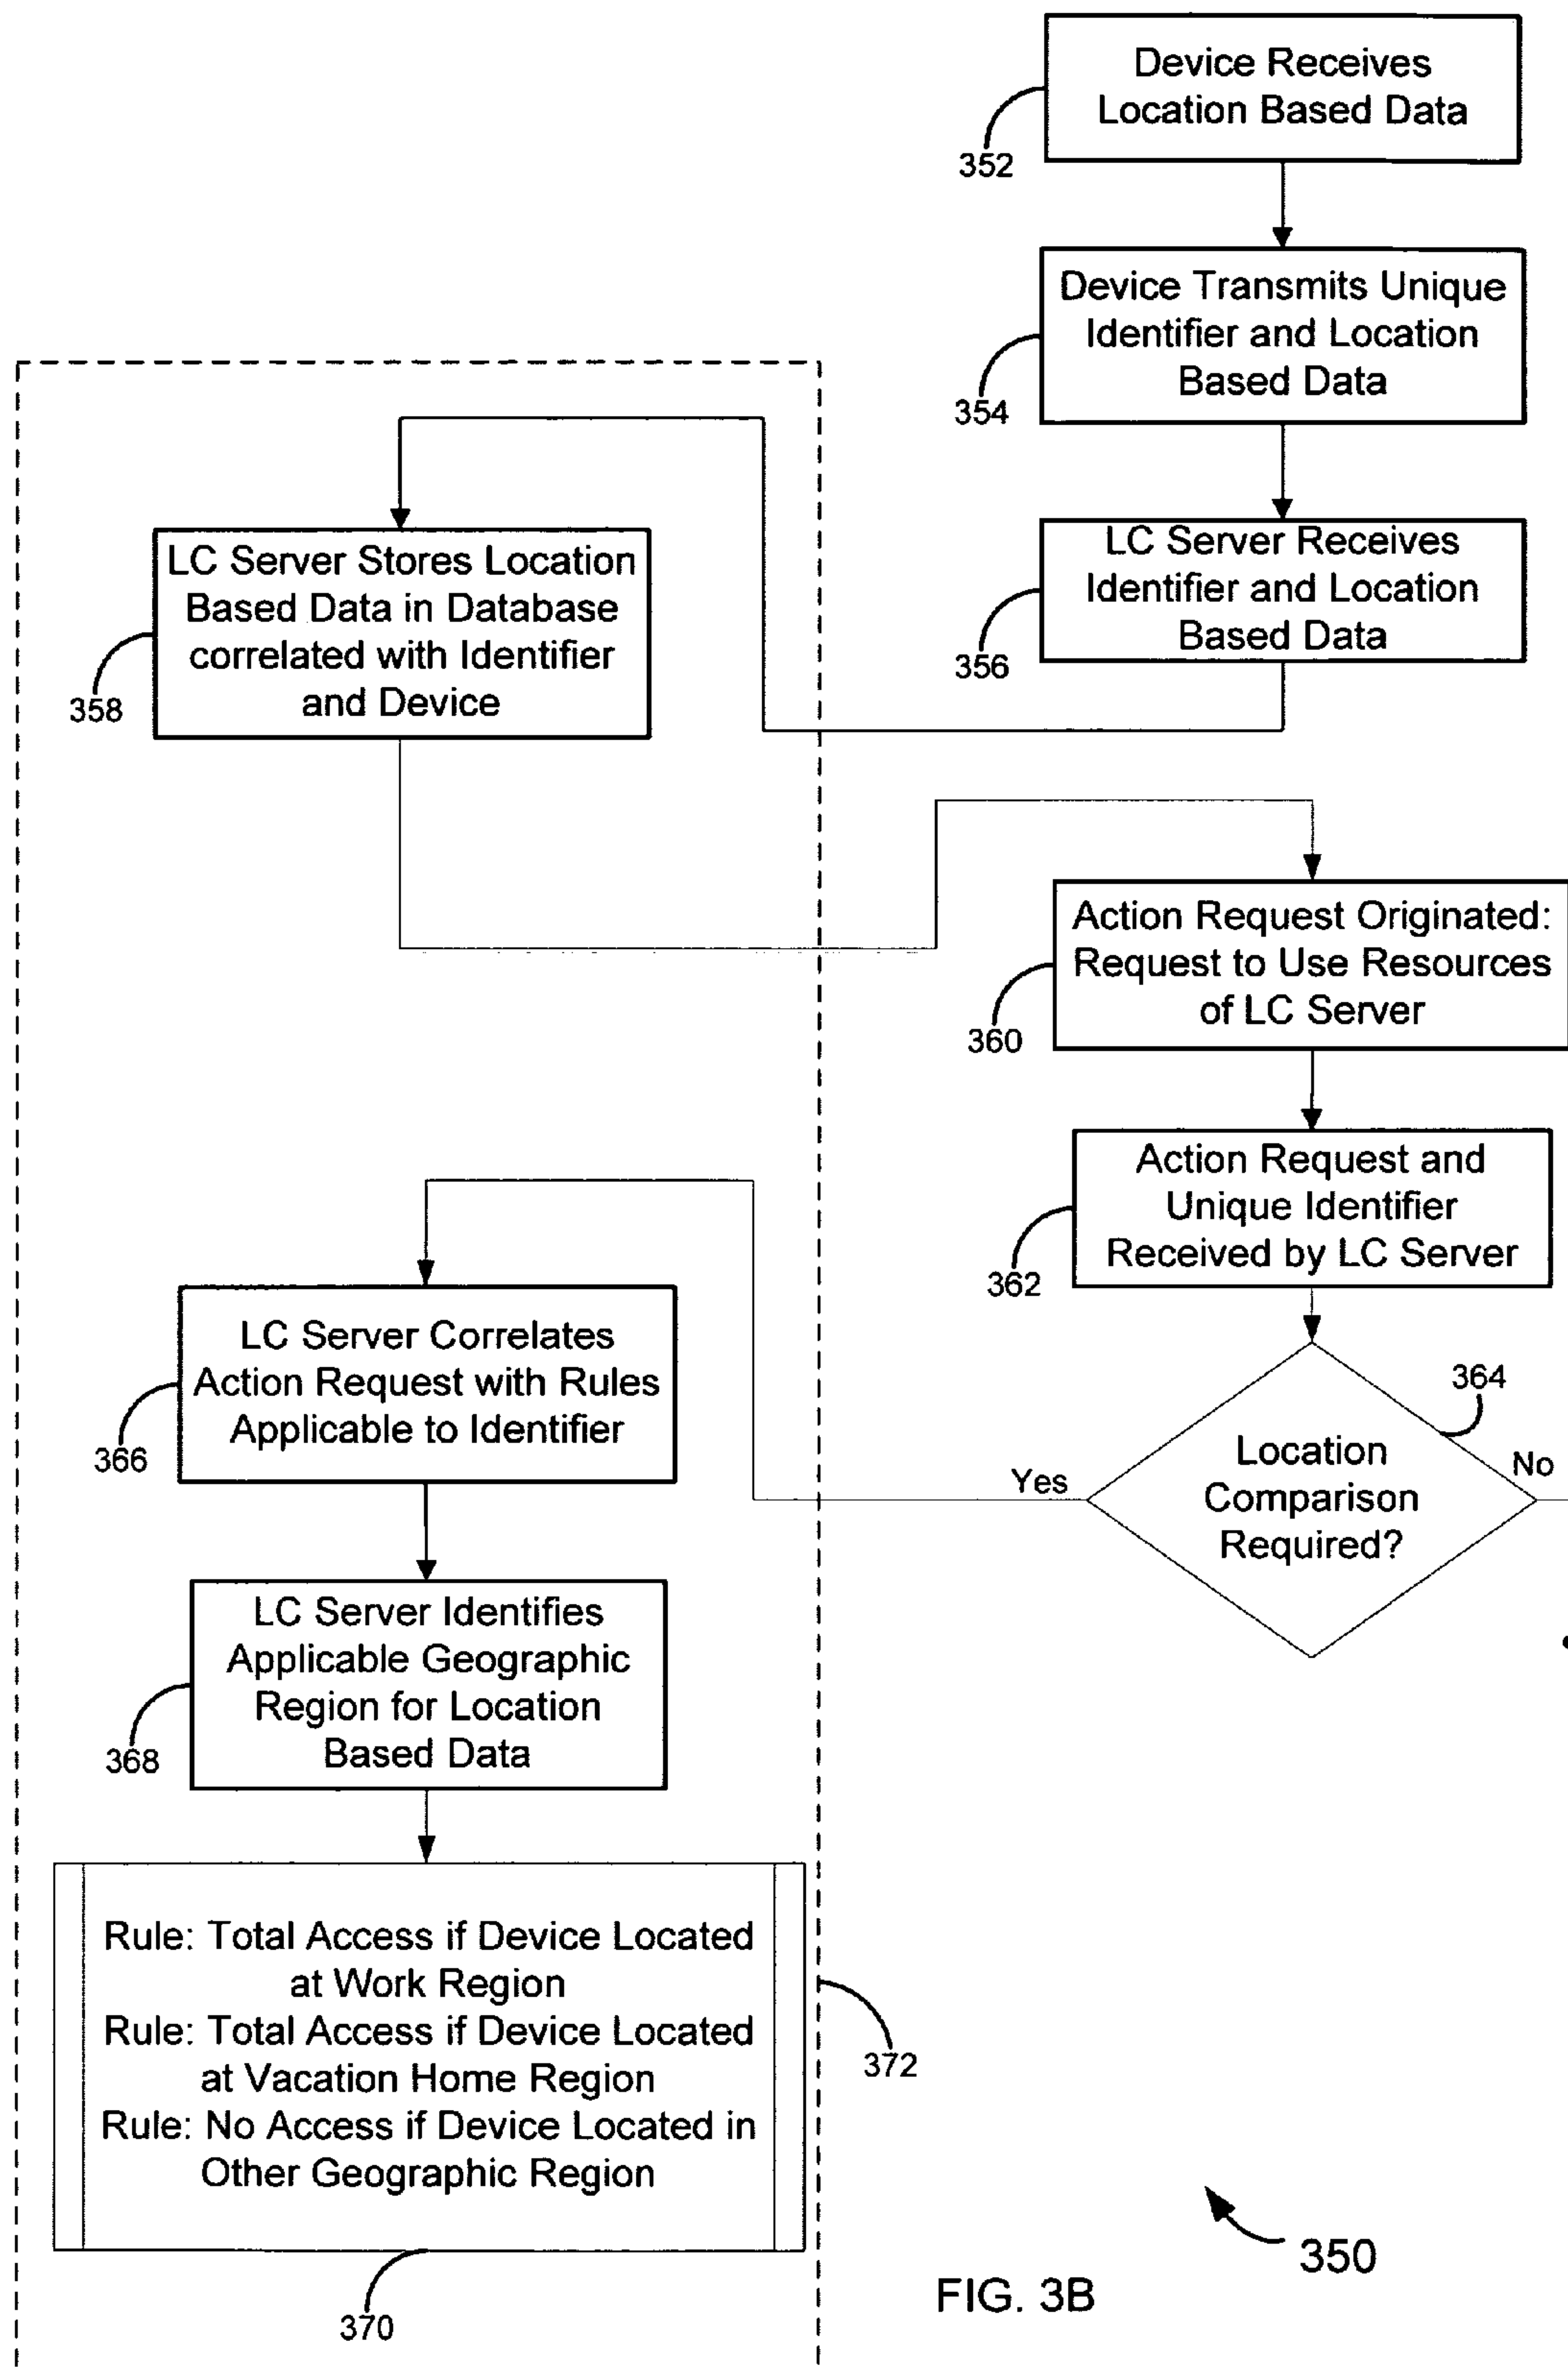 Device Receives
Location Based Data
352
Device Transmits Unique
Identifier and Location
Based Data
354
LC Server Receives
Identifier and Location
Based Data
356
LC Server Stores Location
Based Data in Database
correlated with Identifier
and Device
358
Action Request Originated:
Request to Use Resources
of LC Server
360
Action Request and
Unique Identifier
Received by LC Server
362
364
Location
Comparison
Required?
Yes
No
LC Server Correlates
Action Request with Rules
Applicable to Identifier
366
LC Server Identifies
Applicable Geographic
Region for Location
Based Data
368
Rule: Total Access if Device Located
at Work Region
Rule: Total Access if Device Located
at Vacation Home Region
Rule: No Access if Device Located in
Other Geographic Region
372
370
350
FIG. 3B